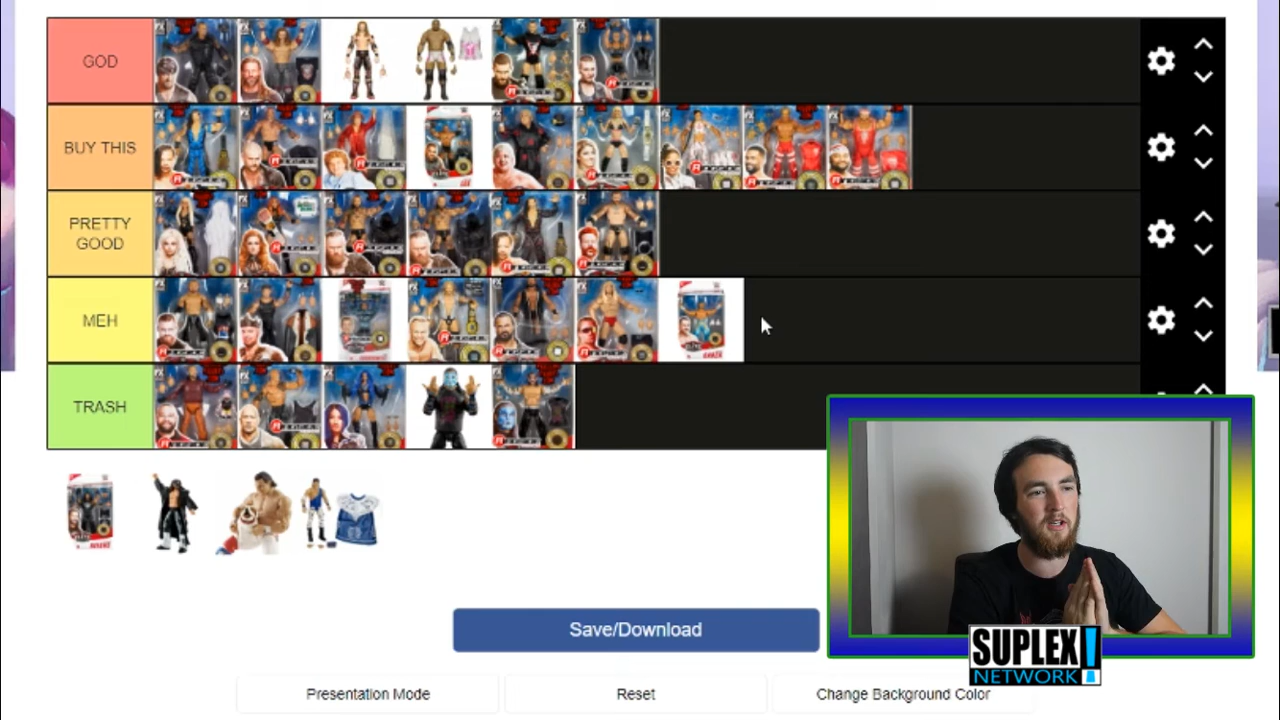 GOD
BUY THIS
PRETTY
GOOD
MEH
TRASH
Save/Download
Presentation Mode
Reset
Change Background Color
SUPLEX!
NETWORK